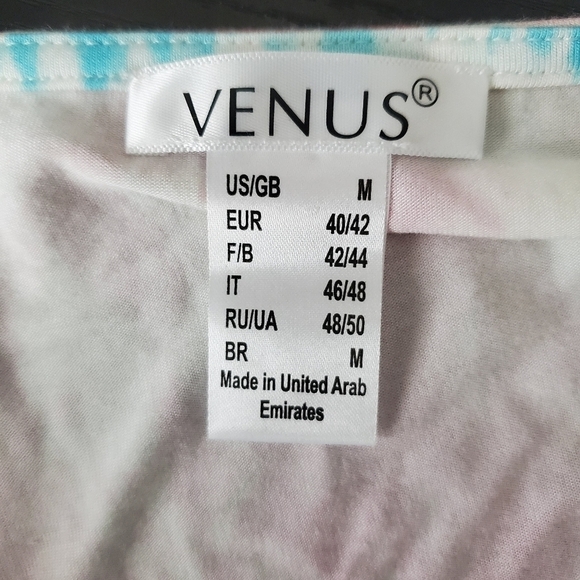 VENUS®
US/GB M
EUR 40/42
F/B 42/44
IT 46/48
RU/UA 48/50
BR M
Made in United Arab
Emirates